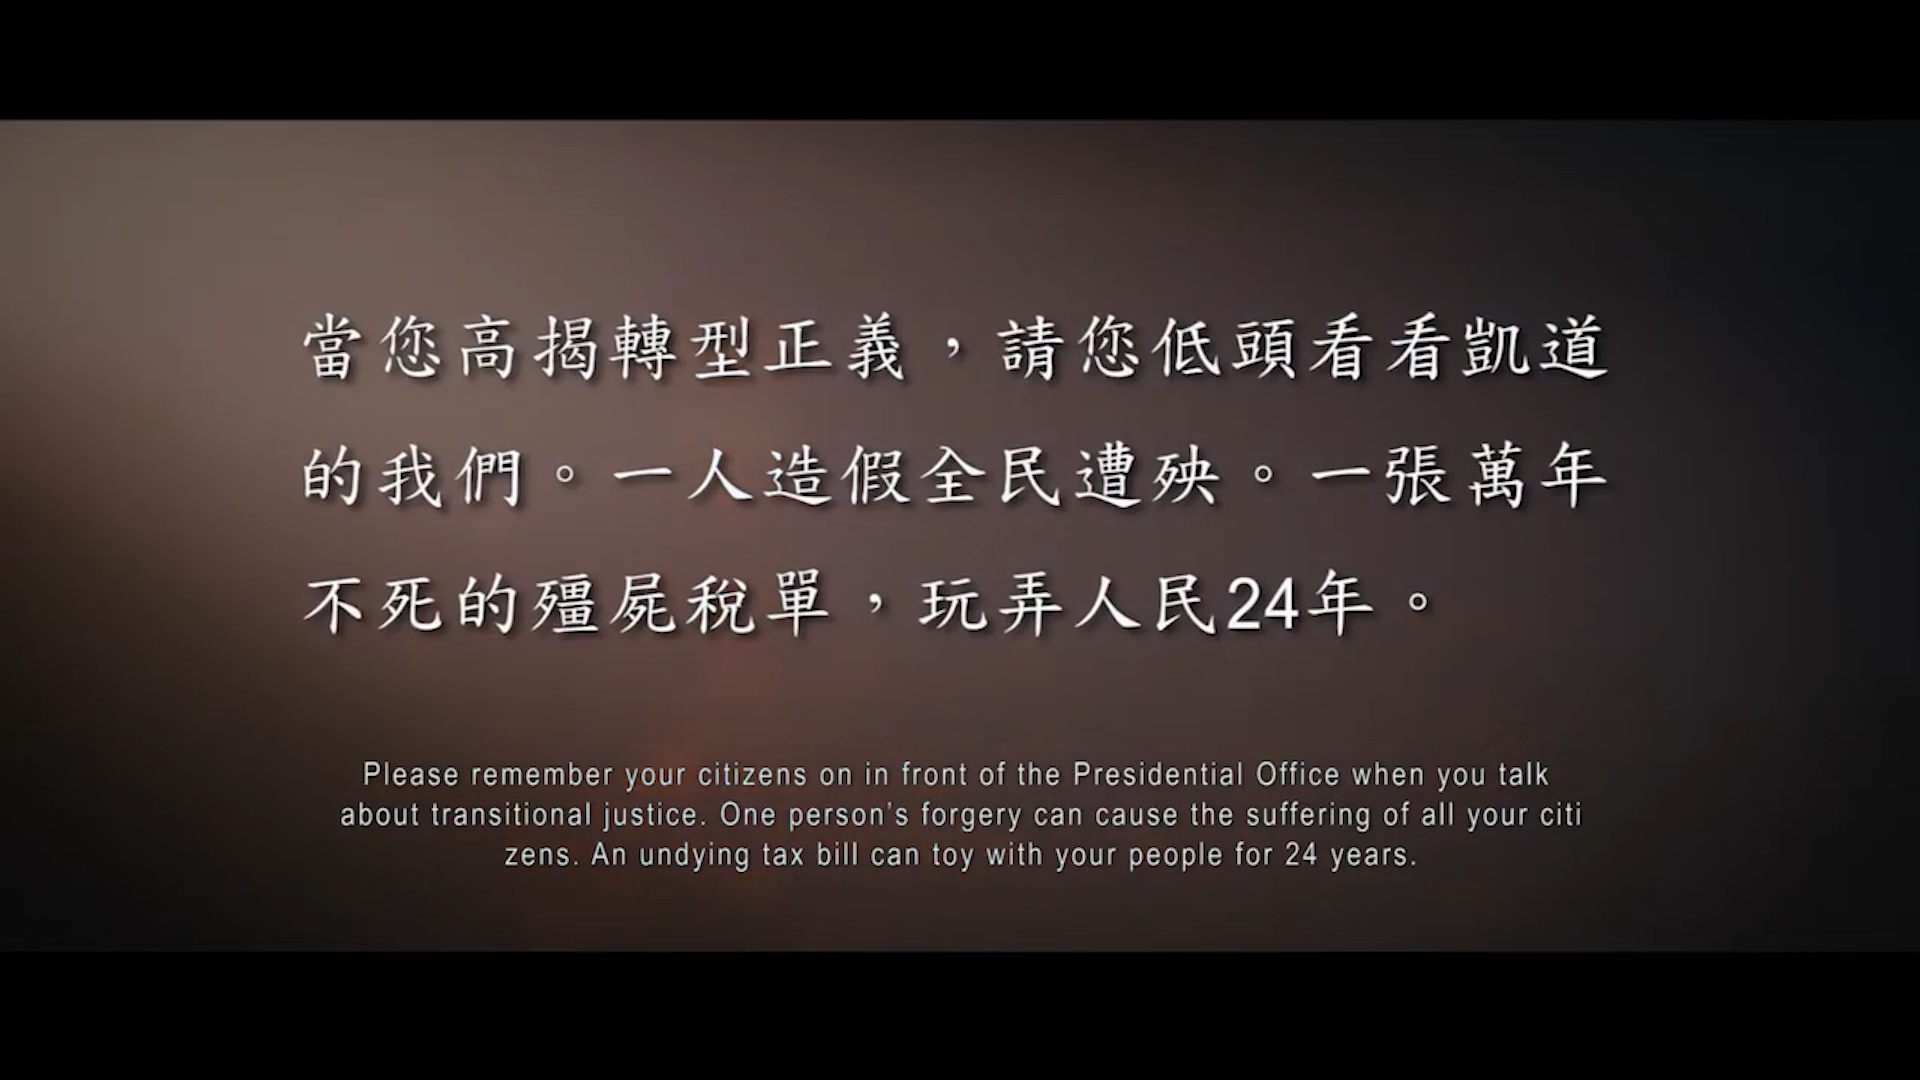 當您高揭轉型正義，請您低頭看看凱道
的我們。一人造假全民遭殃。一張萬年
不死的殭屍稅單，玩弄人民24年。
Please remember your citizens on in front of the Presidential Office when you talk
about transitional justice. One person’s forgery can cause the suffering of all your citi
zens. An undying tax bill can toy with your people for 24 years.